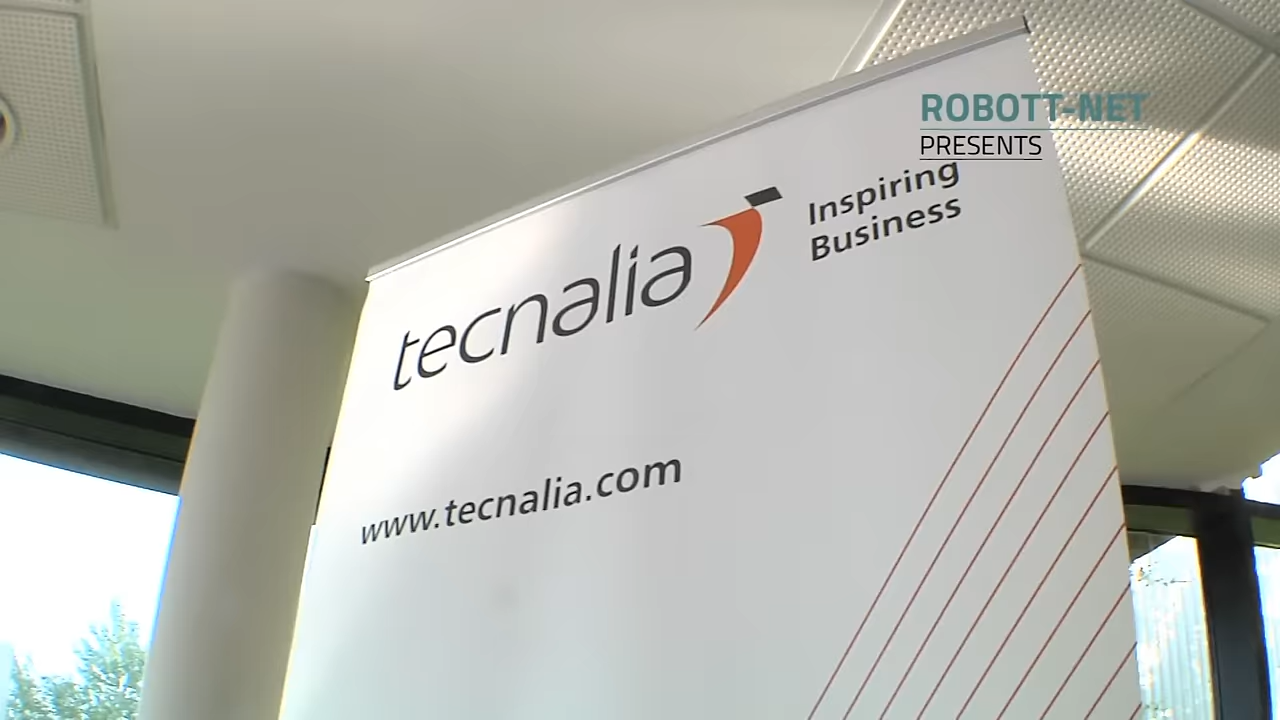 ROBOTT-NET
PRESENTS
tecnalia
Inspiring
Business
www.tecnalia.com